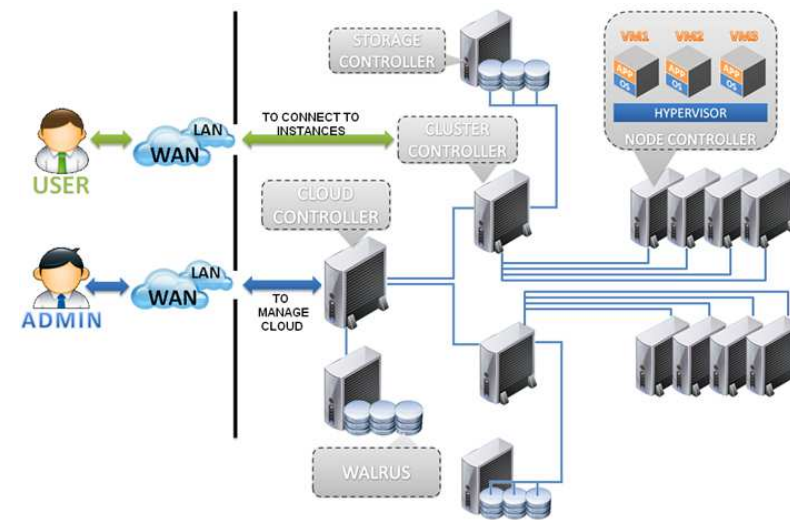 STORAGE
CONTROLLER
VM1
VM2
VM3
APP
OS
APP
OS
APP
OS
HYPERVISOR
NODE CONTROLLER
USER
WAN
LAN
TO CONNECT TO
INSTANCES
CLUSTER
CONTROLLER
CLOUD
CONTROLLER
ADMIN
WAN
LAN
TO
MANAGE
CLOUD
WALRUS